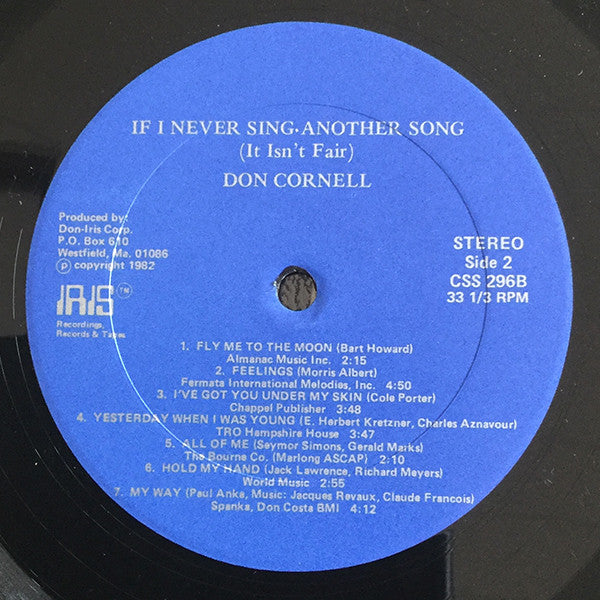 IF I NEVER SING·ANOTHER SONG
(It Isn't Fair)
DON CORNELL
Produced by:
Don-Iris Corp.
P.O. Box 610
Westfield, Ma. 01086
℗ copyright 1982
IRIS™
Recordings,
Records & Tapes
STEREO
Side 2
CSS 296B
33 1/3 RPM
1. FLY ME TO THE MOON (Bart Howard)
Almanac Music Inc. 2:15
2. FEELINGS (Morris Albert)
Fermata International Melodies, Inc. 4:50
3. I'VE GOT YOU UNDER MY SKIN (Cole Porter)
Chappel Publisher 3:48
4. YESTERDAY WHEN I WAS YOUNG (E. Herbert Kretzner, Charles Aznavour)
TRO Hampshire House 3:47
5. ALL OF ME (Seymor Simons, Gerald Marks)
The Bourne Co. (Marlong ASCAP) 2:10
6. HOLD MY HAND (Jack Lawrence, Richard Meyers)
World Music 2:55
7. MY WAY (Paul Anka, Music: Jacques Revaux, Claude Francois)
Spanka, Don Costa BMI 4:12